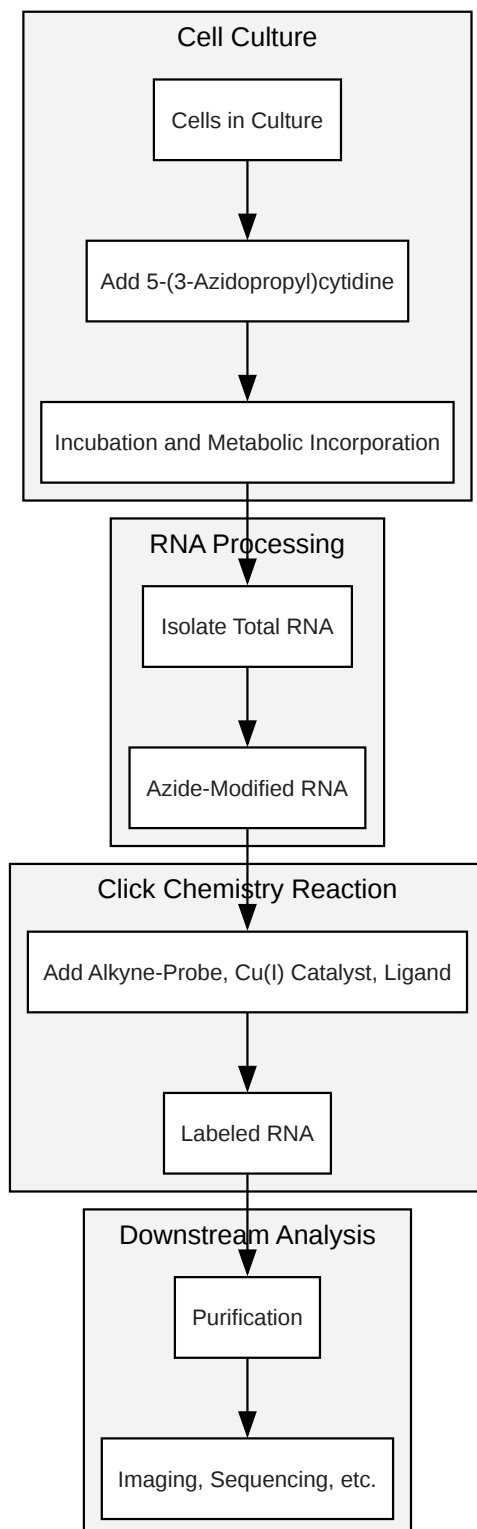 Cell Culture
Cells in Culture
Add 5-(3-Azidopropyl)cytidine
Incubation and Metabolic Incorporation
RNA Processing
Isolate Total RNA
Azide-Modified RNA
Click Chemistry Reaction
Add Alkyne-Probe, Cu(I) Catalyst, Ligand
Labeled RNA
Downstream Analysis
Purification
Imaging, Sequencing, etc.